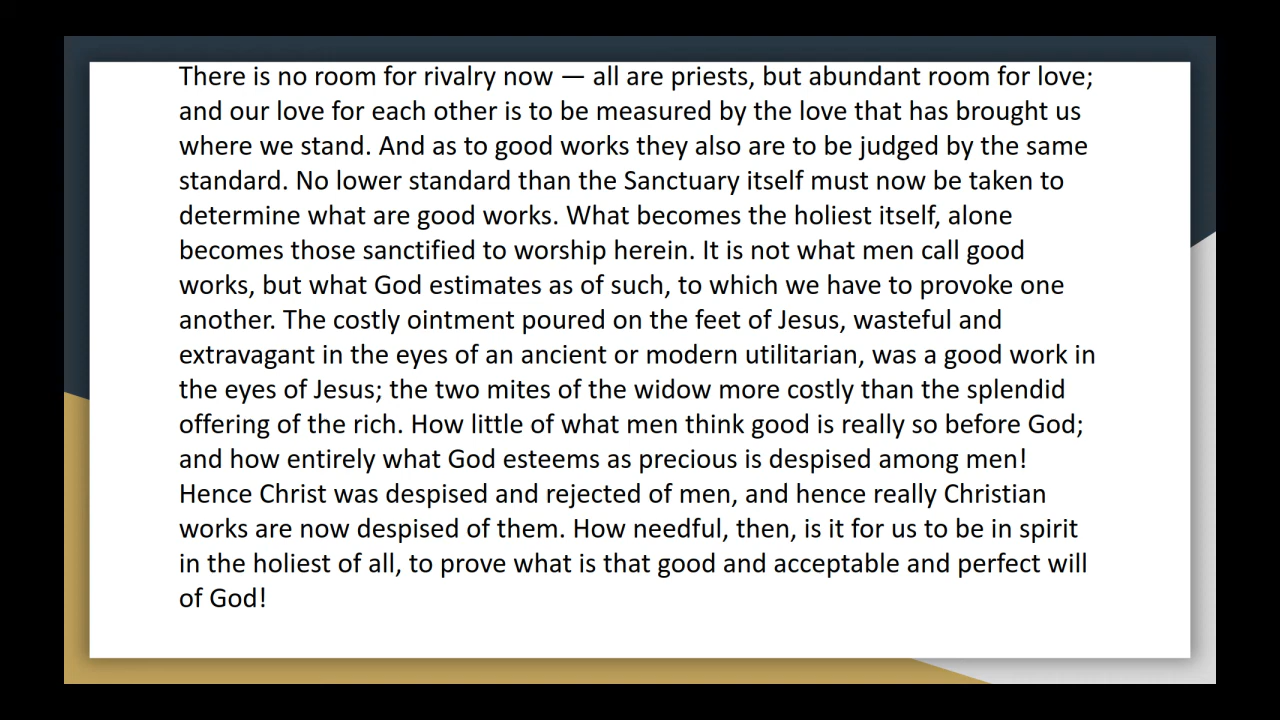 There is no room for rivalry now — all are priests, but abundant room for love;
and our love for each other is to be measured by the love that has brought us
where we stand. And as to good works they also are to be judged by the same
standard. No lower standard than the Sanctuary itself must now be taken to
determine what are good works. What becomes the holiest itself, alone
becomes those sanctified to worship herein. It is not what men call good
works, but what God estimates as of such, to which we have to provoke one
another. The costly ointment poured on the feet of Jesus, wasteful and
extravagant in the eyes of an ancient or modern utilitarian, was a good work in
the eyes of Jesus; the two mites of the widow more costly than the splendid
offering of the rich. How little of what men think good is really so before God;
and how entirely what God esteems as precious is despised among men!
Hence Christ was despised and rejected of men, and hence really Christian
works are now despised of them. How needful, then, is it for us to be in spirit
in the holiest of all, to prove what is that good and acceptable and perfect will
of God!